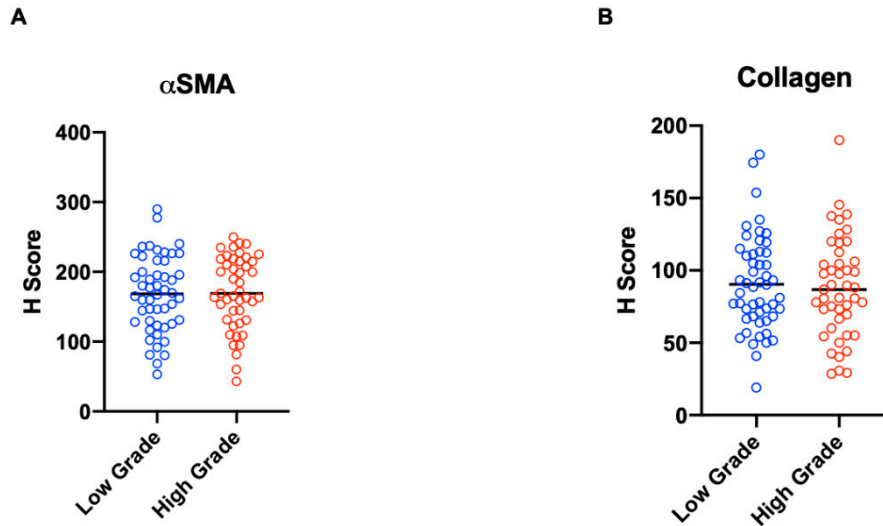 A
αSMA
H Score
400
300
200
100
0
Low Grade
High Grade
B
Collagen
H Score
200
150
100
50
0
Low Grade
High Grade